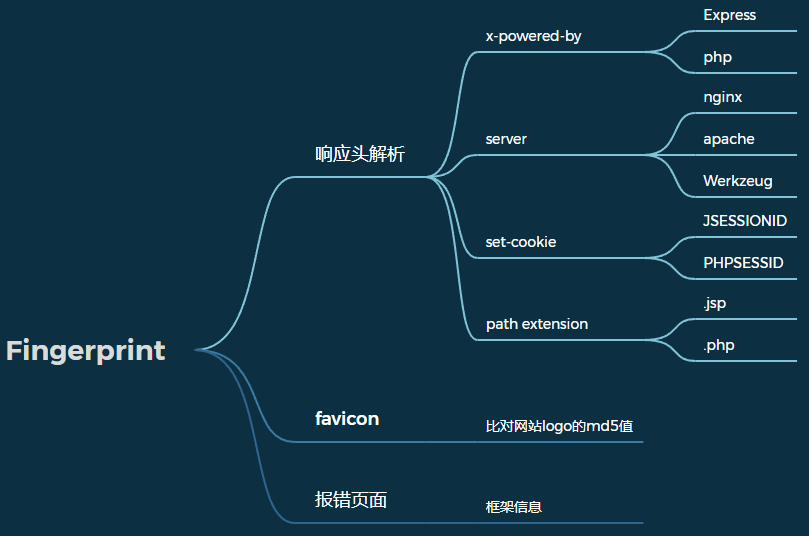 Fingerprint
响应头解析
x-powered-by
Express
php
server
nginx
apache
Werkzeug
set-cookie
JSESSIONID
PHPSESSID
path extension
.jsp
.php
favicon
比对网站logo的md5值
报错页面
框架信息